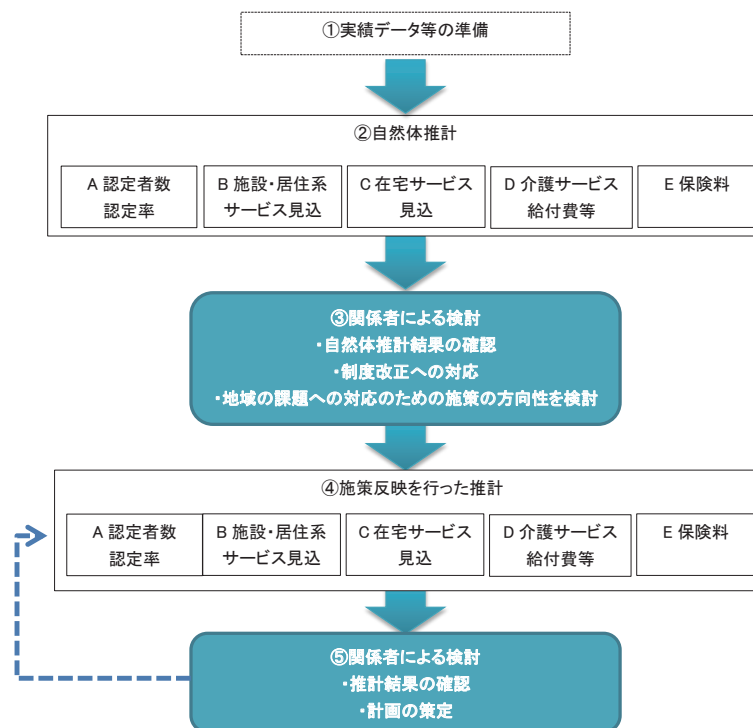 ①実績データ等の準備
②自然体推計
A 認定者数
認定率
B 施設・居住系
サービス見込
C 在宅サービス
見込
D 介護サービス
給付費等
E 保険料
③関係者による検討
・自然体推計結果の確認
・制度改正への対応
・地域の課題への対応のための施策の方向性を検討
④施策反映を行った推計
A 認定者数
認定率
B 施設・居住系
サービス見込
C 在宅サービス
見込
D 介護サービス
給付費等
E 保険料
⑤関係者による検討
・推計結果の確認
・計画の策定